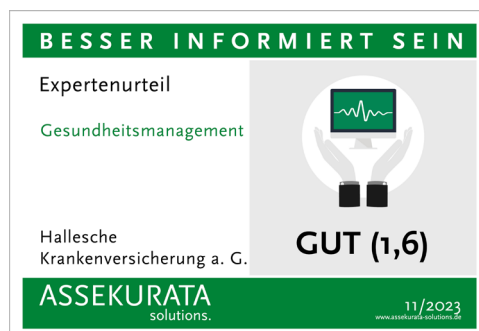 BESSER INFORMIERT SEIN
Expertenurteil
Gesundheitsmanagement
Hallesche
Krankenversicherung a. G.
GUT (1,6)
ASSEKURATA
solutions.
11/2023
www.assekurata-solutions.de